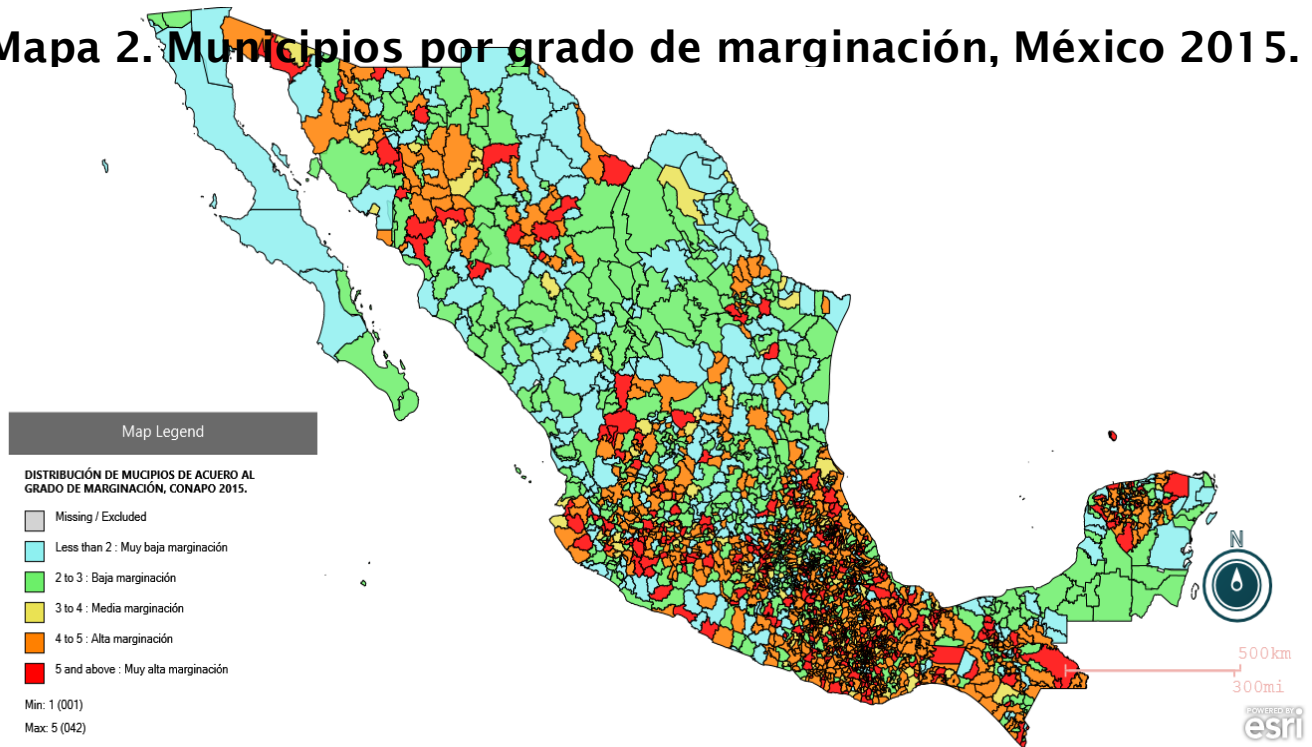 Mapa 2. Municipios por grado de marginación, México 2015.
Map Legend
DISTRIBUCIÓN DE MUCIPIOS DE ACUERO AL
GRADO DE MARGINACIÓN, CONAPO 2015.
Missing / Excluded
Less than 2 : Muy baja marginación
2 to 3 : Baja marginación
3 to 4 : Media marginación
4 to 5 : Alta marginación
5 and above : Muy alta marginación
Min: 1 (001)
Max: 5 (042)
N
500km
300mi
POWERED BY
esri